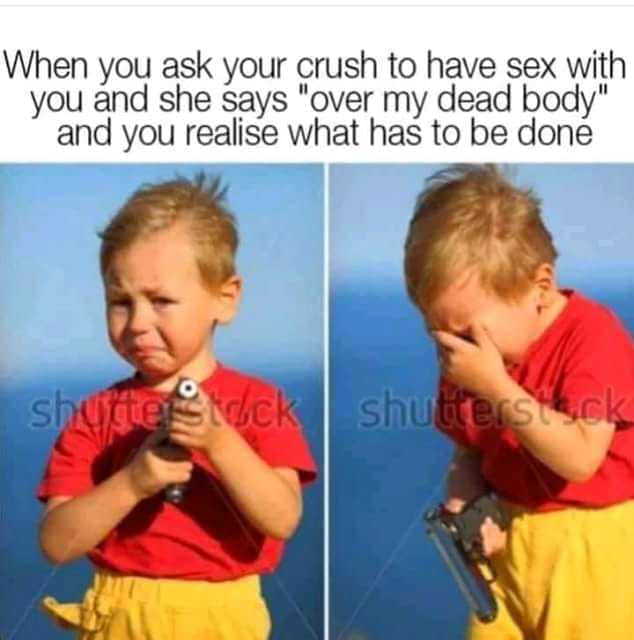 When you ask your crush to have sex with
you and she says "over my dead body"
and you realise what has to be done
shutterstock shutterstock